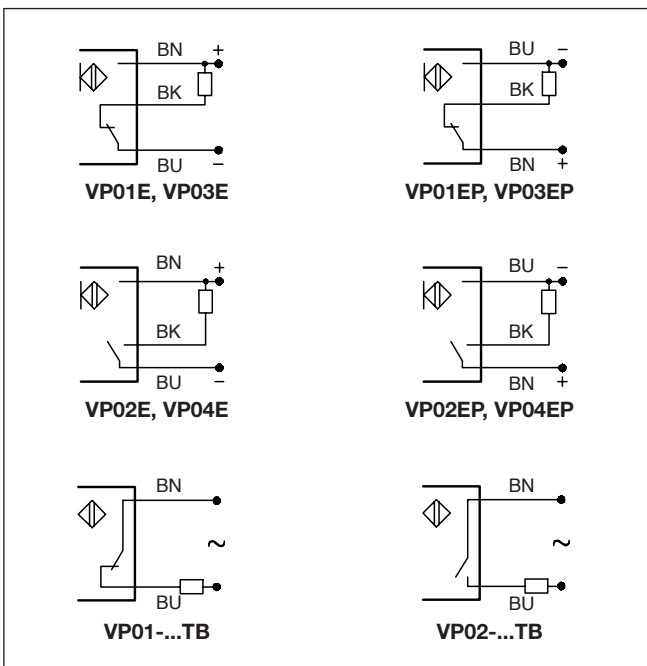 BN +
BK
BU −
VP01E, VP03E
BU −
BK
BN +
VP01EP, VP03EP
BN +
BK
BU −
VP02E, VP04E
BU −
BK
BN +
VP02EP, VP04EP
BN
~
BU
VP01-...TB
BN
~
BU
VP02-...TB